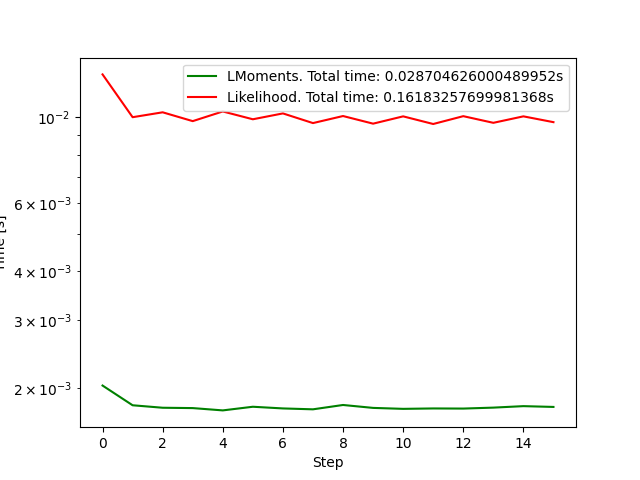 LMoments. Total time: 0.028704626000489952s
Likelihood. Total time: 0.16183257699981368s
10⁻²
6 × 10⁻³
4 × 10⁻³
3 × 10⁻³
2 × 10⁻³
Time [s]
0 2 4 6 8 10 12 14
Step